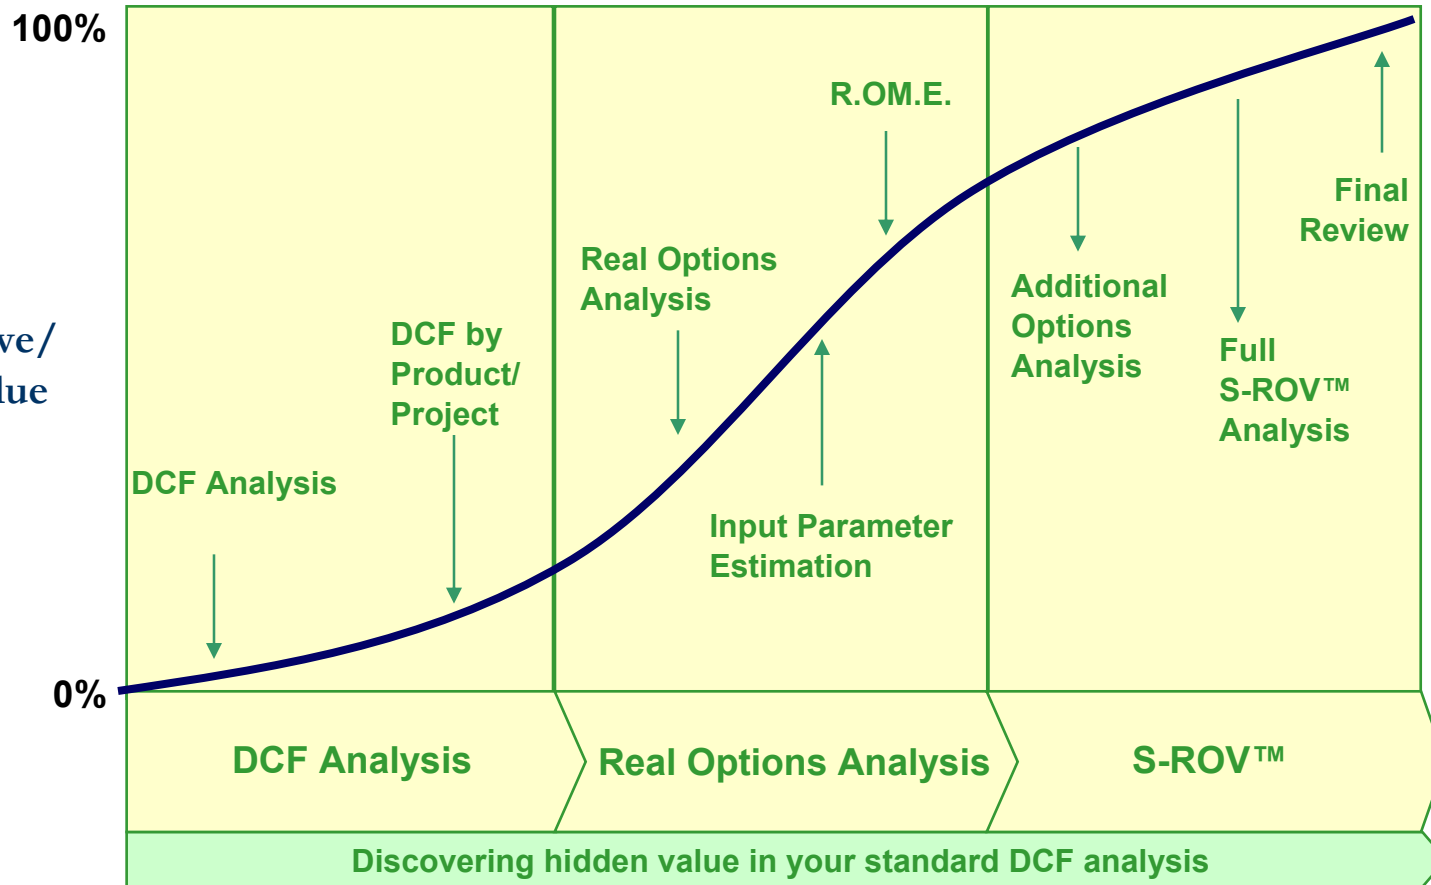 100%
R.OM.E.
Final
Review
Real Options
Analysis
Additional
Options
Analysis
DCF by
Product/
Project
ve/
lue
Full
S-ROV™
Analysis
DCF Analysis
Input Parameter
Estimation
0%
DCF Analysis
Real Options Analysis
S-ROV™
Discovering hidden value in your standard DCF analysis